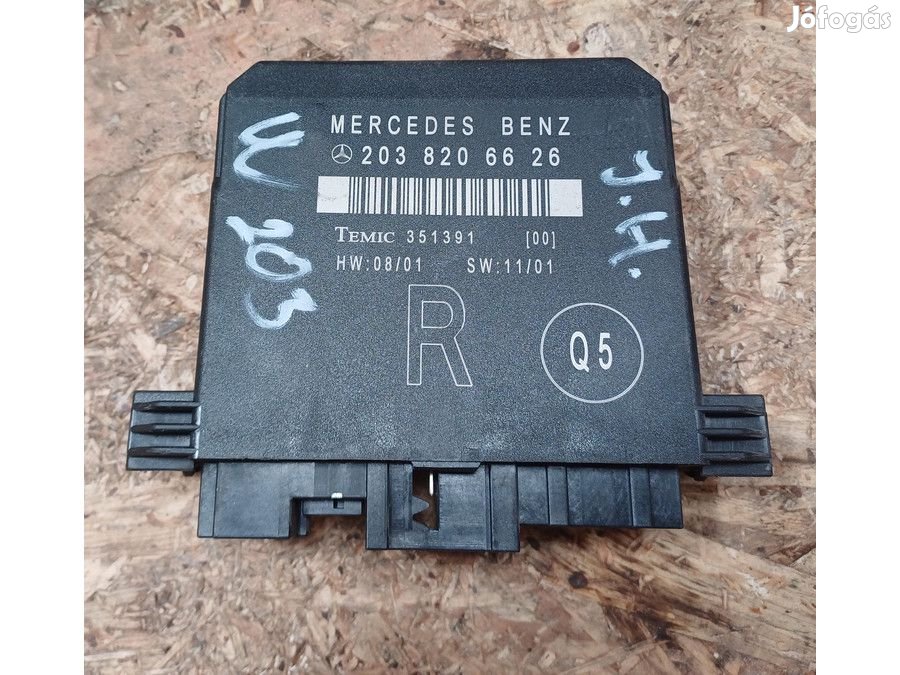 Jófogás
MERCEDES BENZ
203 820 66 26
TEMIC 351391 [00]
HW:08/01 SW:11/01
R
Q5
W 203
J.H.